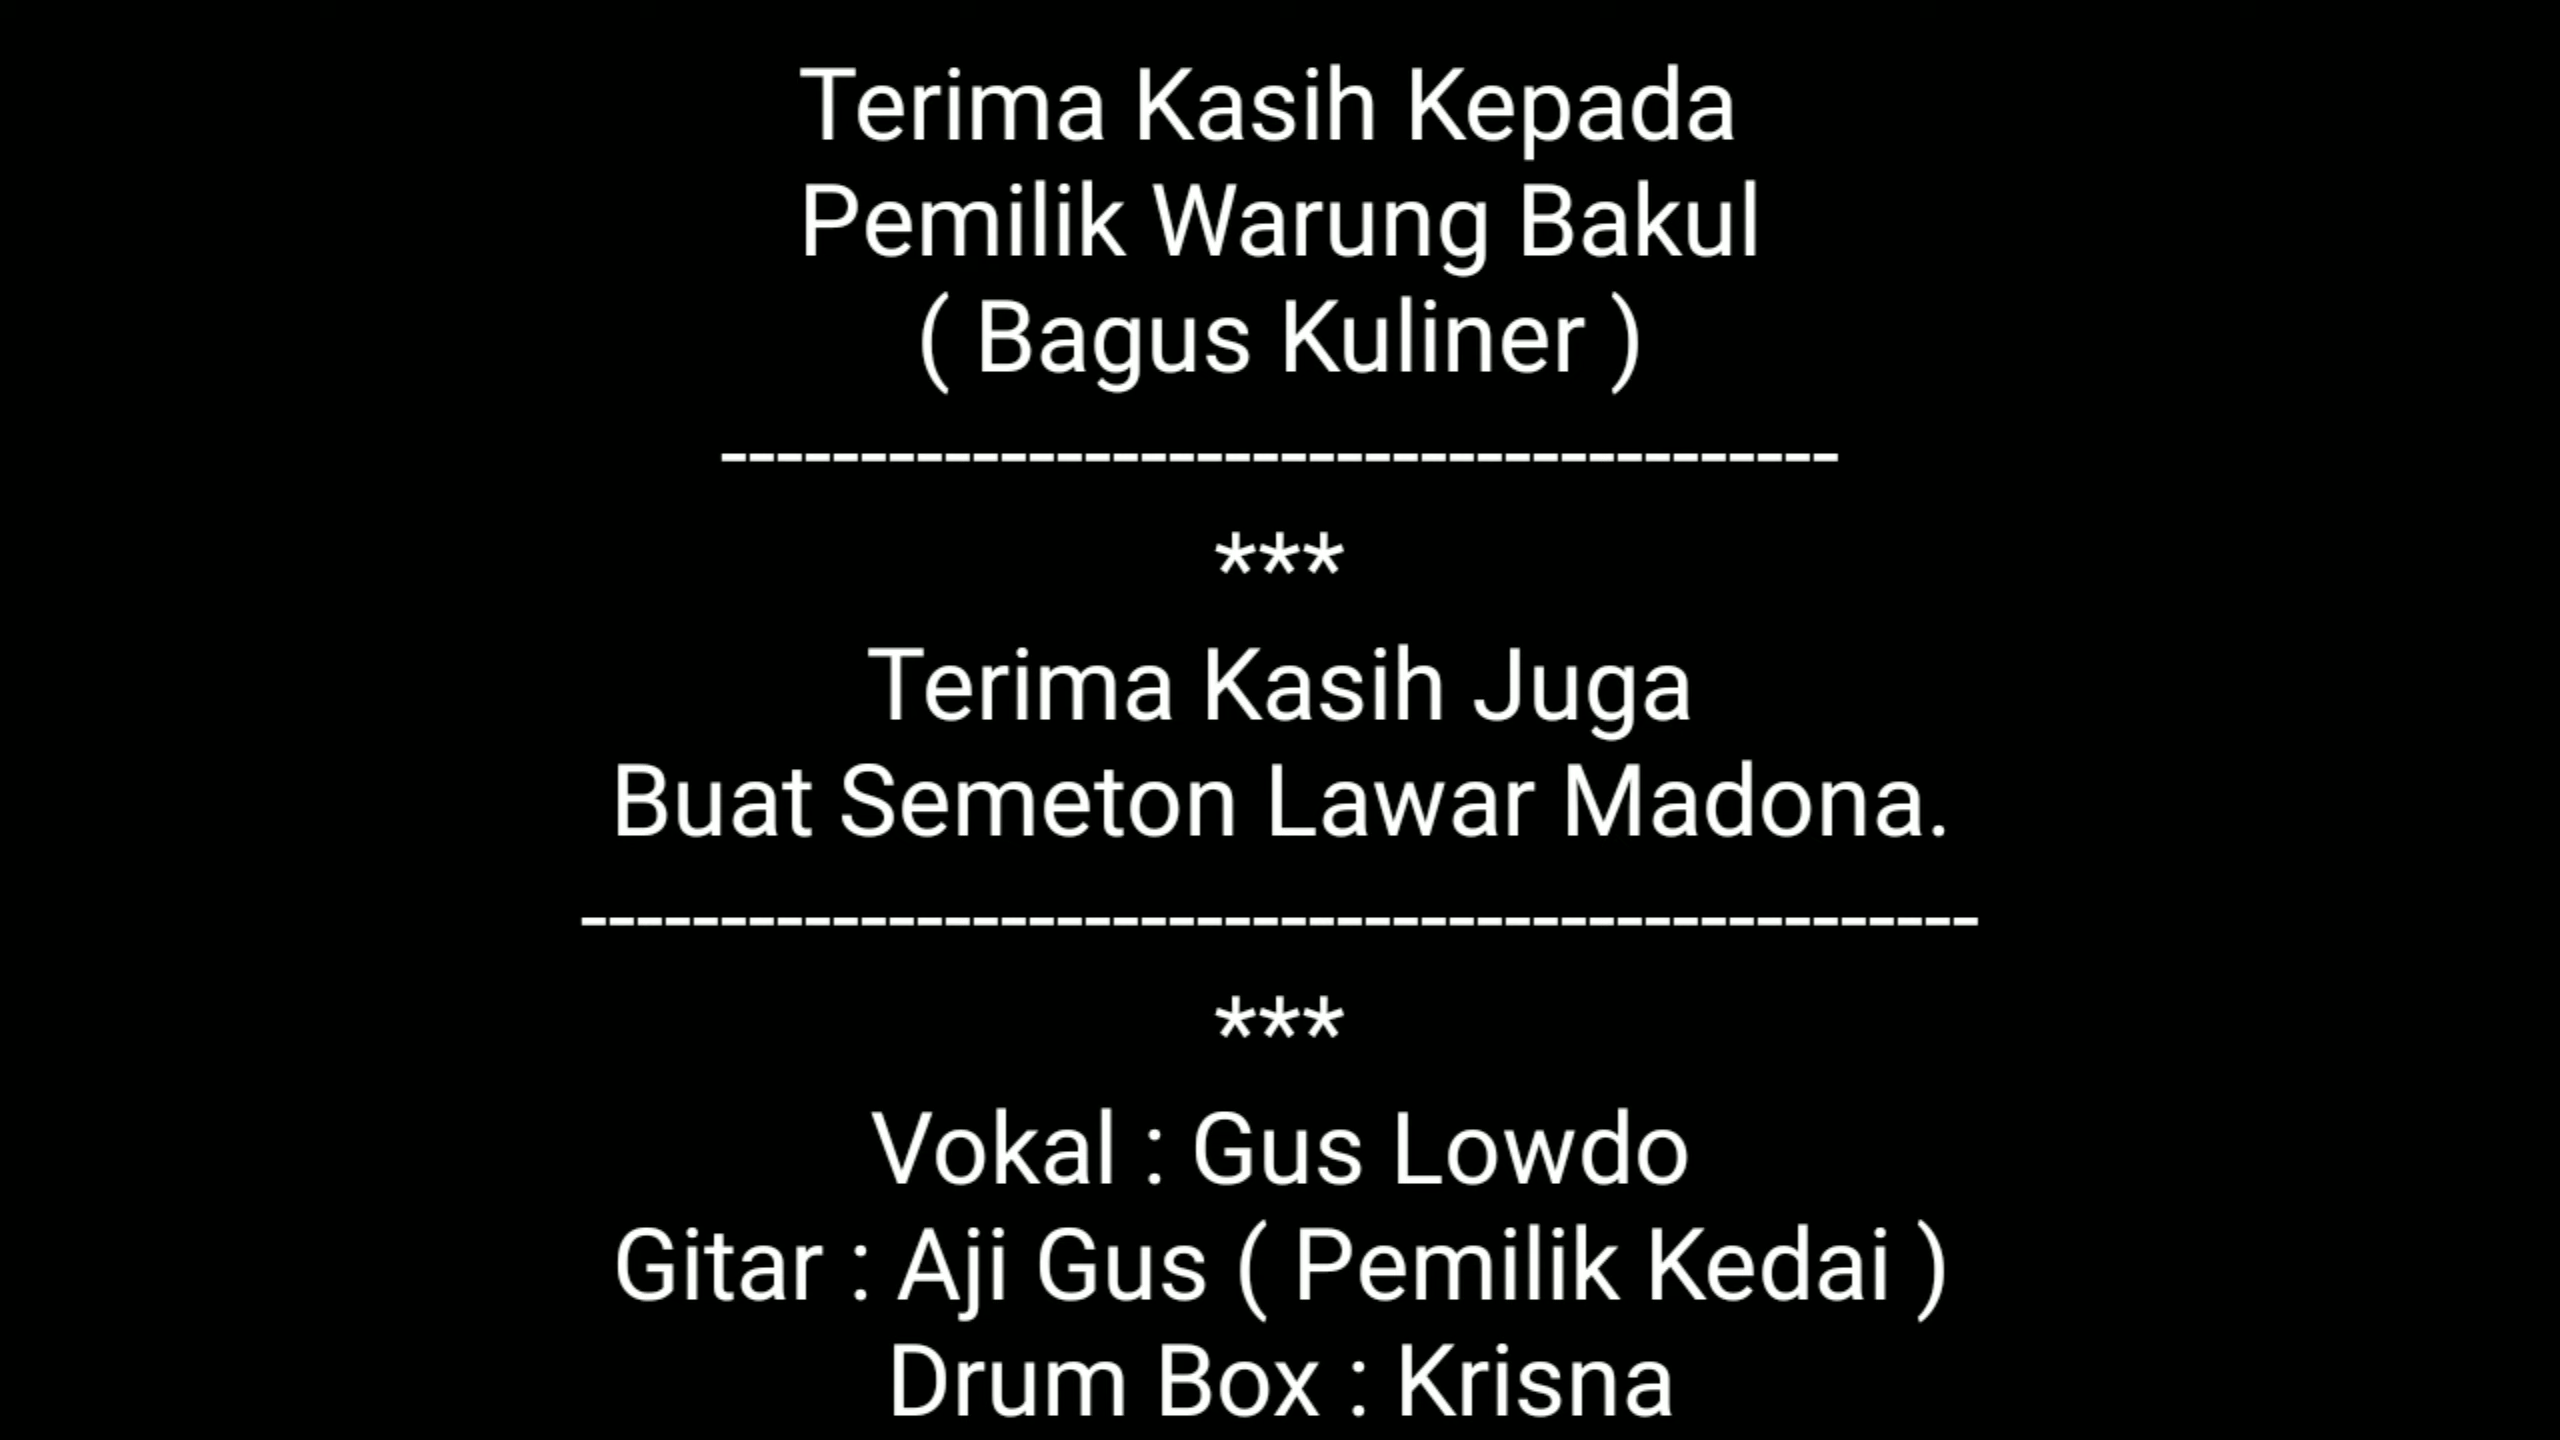 Terima Kasih Kepada
Pemilik Warung Bakul
( Bagus Kuliner )
----------------------------------------
***
Terima Kasih Juga
Buat Semeton Lawar Madona.
--------------------------------------------------
***
Vokal : Gus Lowdo
Gitar : Aji Gus ( Pemilik Kedai )
Drum Box : Krisna